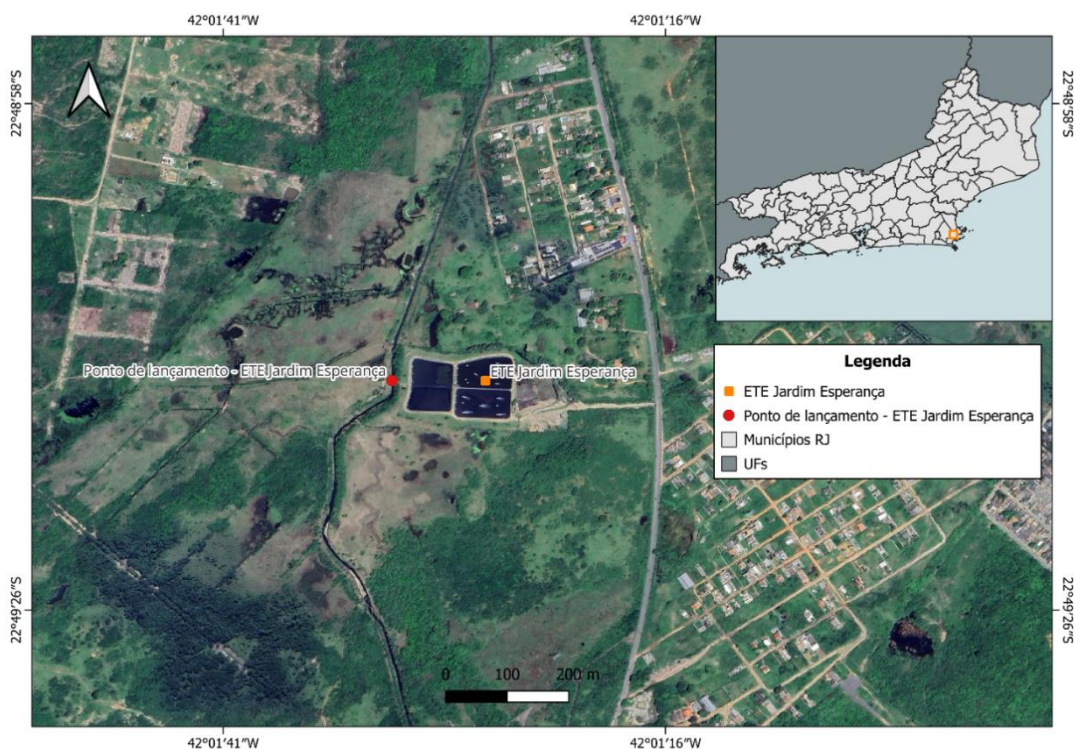 42°01'41"W
42°01'16"W
22°48'58"S
22°48'58"S
Ponto de lançamento - ETE Jardim Esperança
ETE Jardim Esperança
Legenda
ETE Jardim Esperança
Ponto de lançamento - ETE Jardim Esperança
Municípios RJ
UFs
22°49'26"S
22°49'26"S
0 100 200 m
42°01'41"W
42°01'16"W